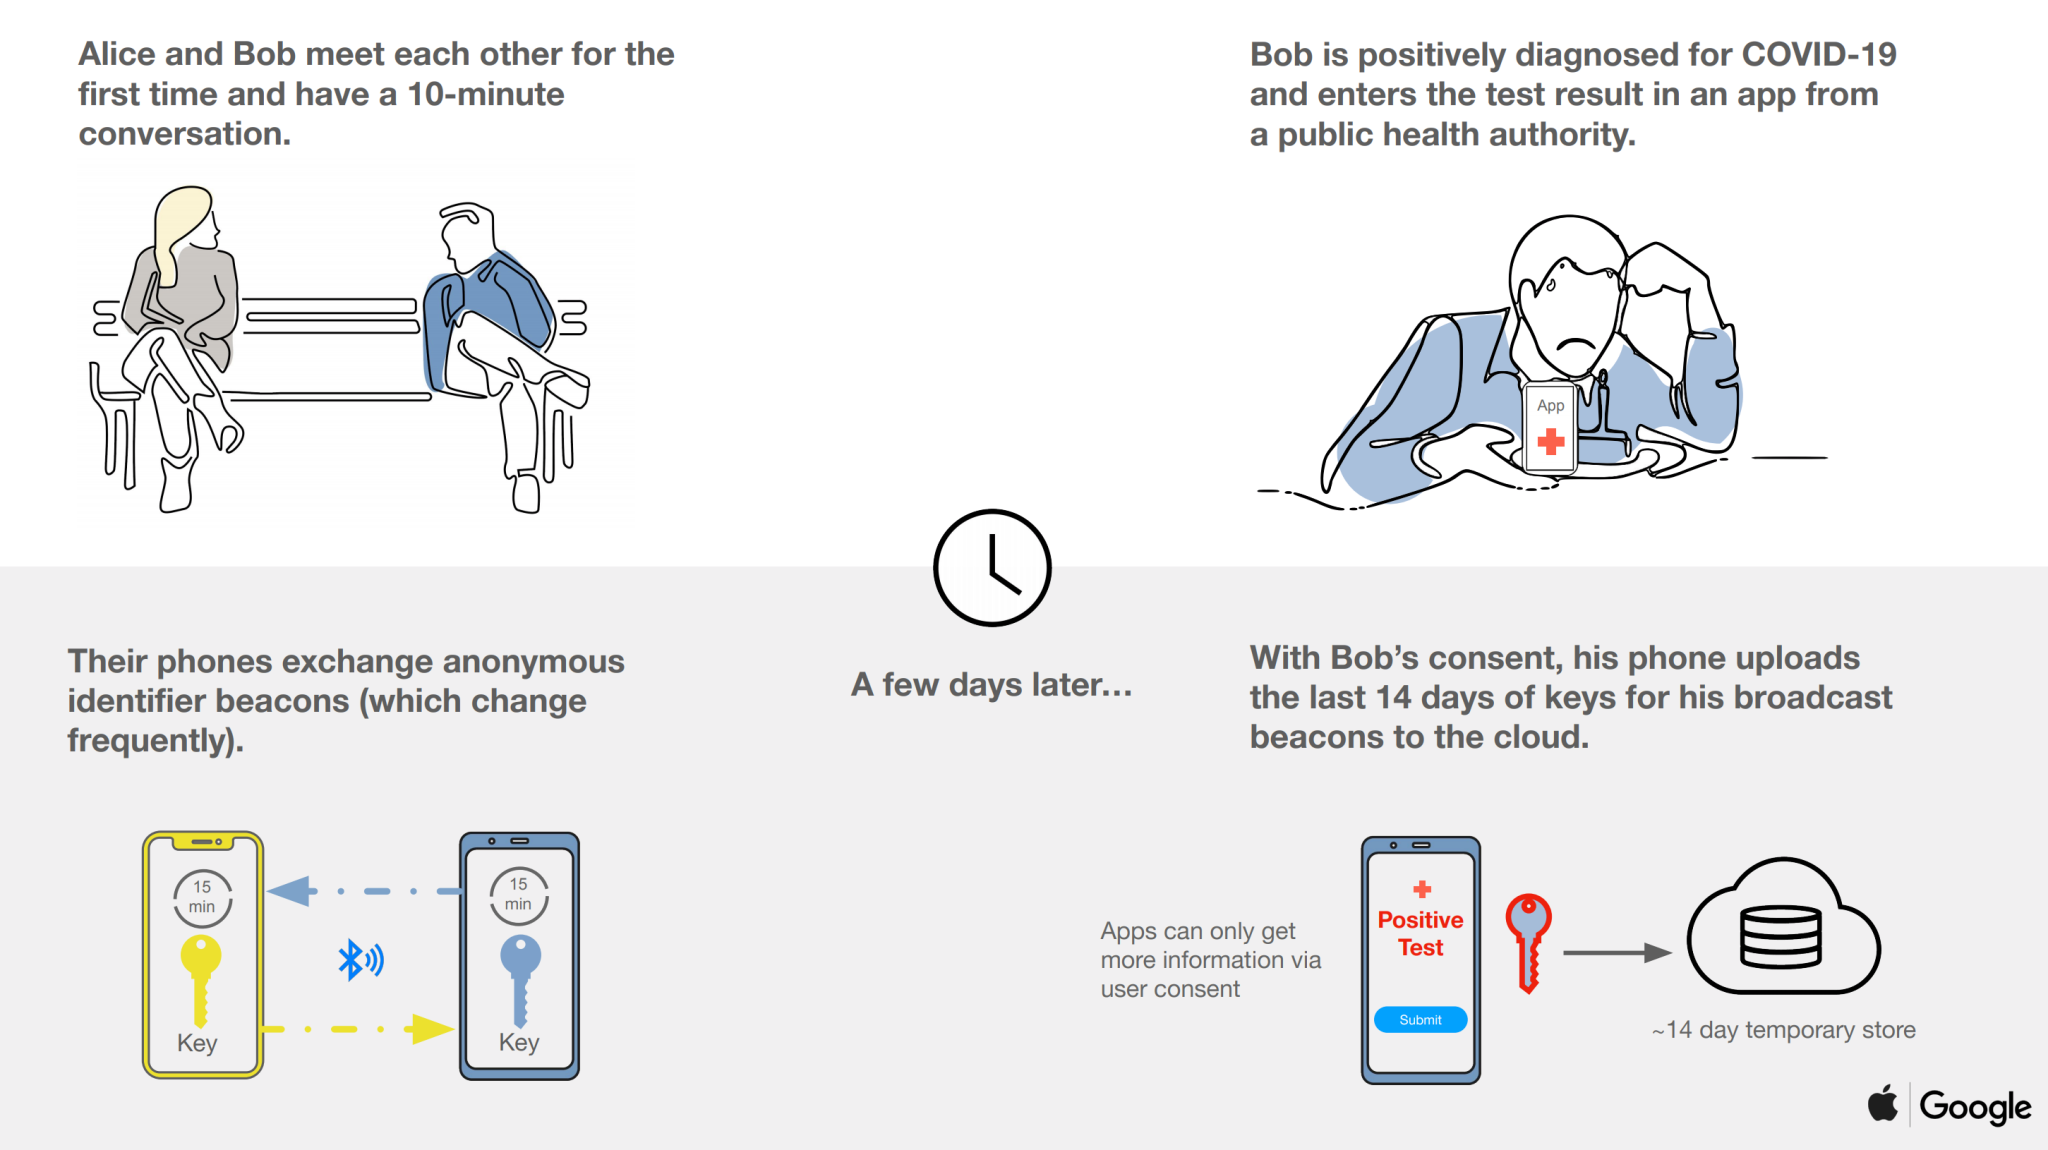 Alice and Bob meet each other for the
first time and have a 10-minute
conversation.
Bob is positively diagnosed for COVID-19
and enters the test result in an app from
a public health authority.
App
Their phones exchange anonymous
identifier beacons (which change
frequently).
15
min
Key
15
min
Key
A few days later…
With Bob’s consent, his phone uploads
the last 14 days of keys for his broadcast
beacons to the cloud.
Apps can only get
more information via
user consent
Positive
Test
Submit
~14 day temporary store
Google